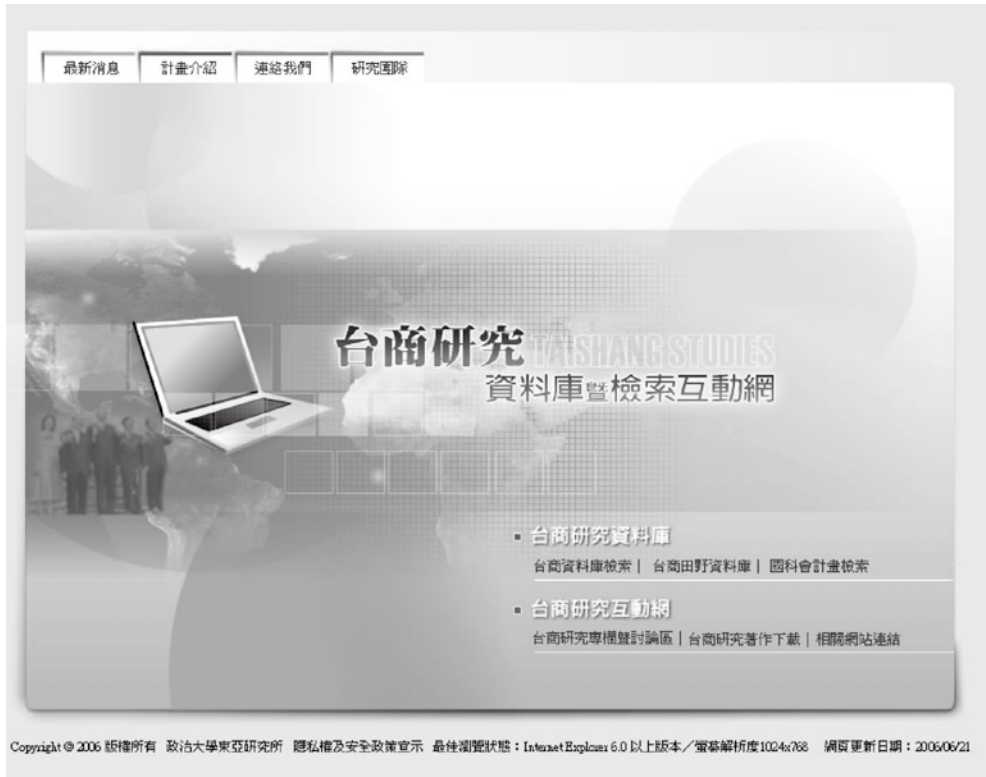 最新消息 計畫介紹 連絡我們 研究團隊
台商研究 TAISHANG STUDIES
資料庫暨檢索互動網
台商研究資料庫
台商資料庫檢索| 台商田野資料庫| 國科會計畫檢索
台商研究互動網
台商研究專欄暨討論區|台商研究著作下載|相關網站連結
Copyright © 2006 版權所有 政治大學東亞研究所 隱私權及安全政策宣示 最佳瀏覽狀態：Internet Explorer 6.0 以上版本／螢幕解析度1024x768 網頁更新日期：2006/06/21